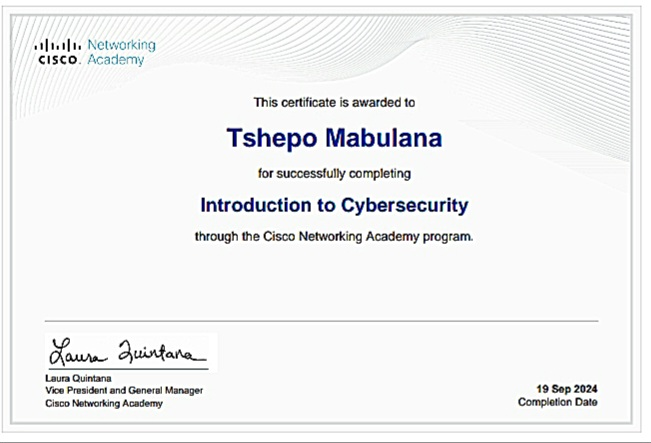 Networking
CISCO. Academy
This certificate is awarded to
Tshepo Mabulana
for successfully completing
Introduction to Cybersecurity
through the Cisco Networking Academy program.
Laura Quintana
Laura Quintana
Vice President and General Manager
Cisco Networking Academy
19 Sep 2024
Completion Date